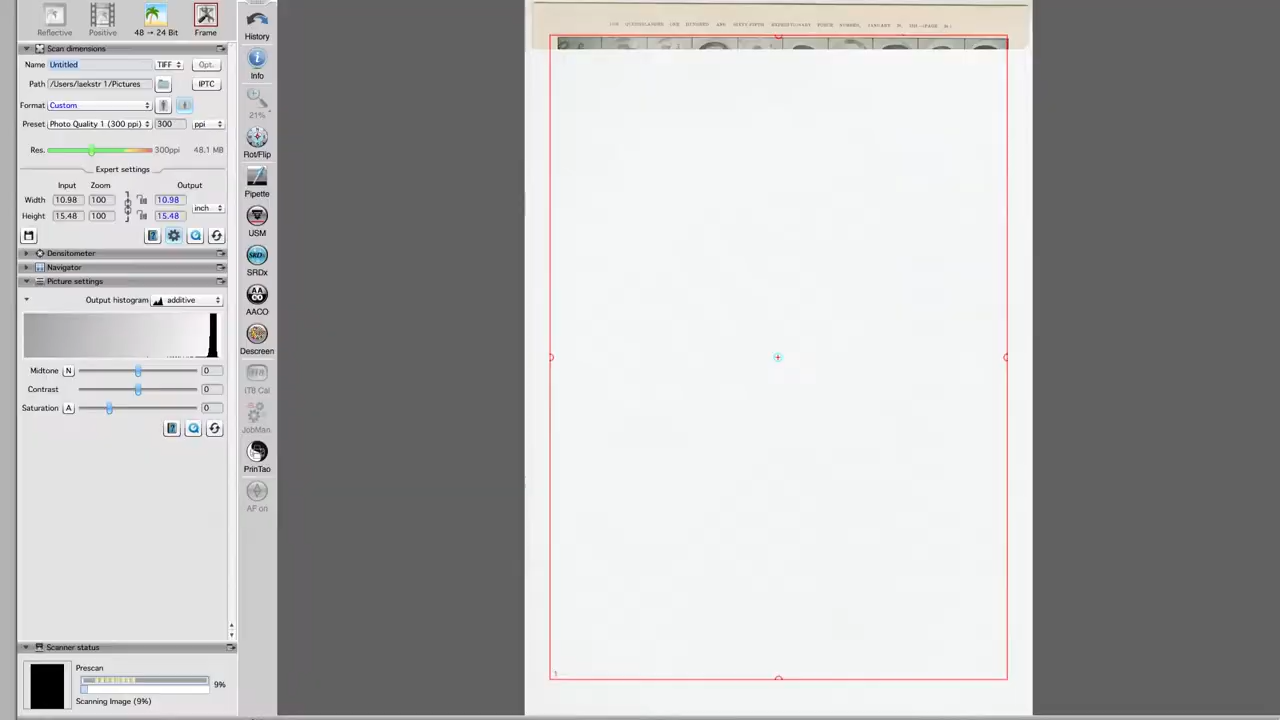 Reflective
Positive
48 → 24 Bit
Frame
Scan dimensions
Name Untitled TIFF Opt.
Path /Users/laekstr 1/Pictures IPTC
Format Custom
Preset Photo Quality 1 (300 ppi) 300 ppi
Res. 300ppi 48.1 MB
Expert settings
Input Zoom Output
Width 10.98 100 10.98
inch
Height 15.48 100 15.48
Densitometer
Navigator
Picture settings
Output histogram additive
Midtone N 0
Contrast 0
Saturation A 0
Scanner status
Prescan
9%
Scanning Image (9%)
History
Info
21%
Rot/Flip
Pipette
USM
SRDx
AACO
Descreen
IT8 Cal
JobMan.
PrinTao
AF on
1